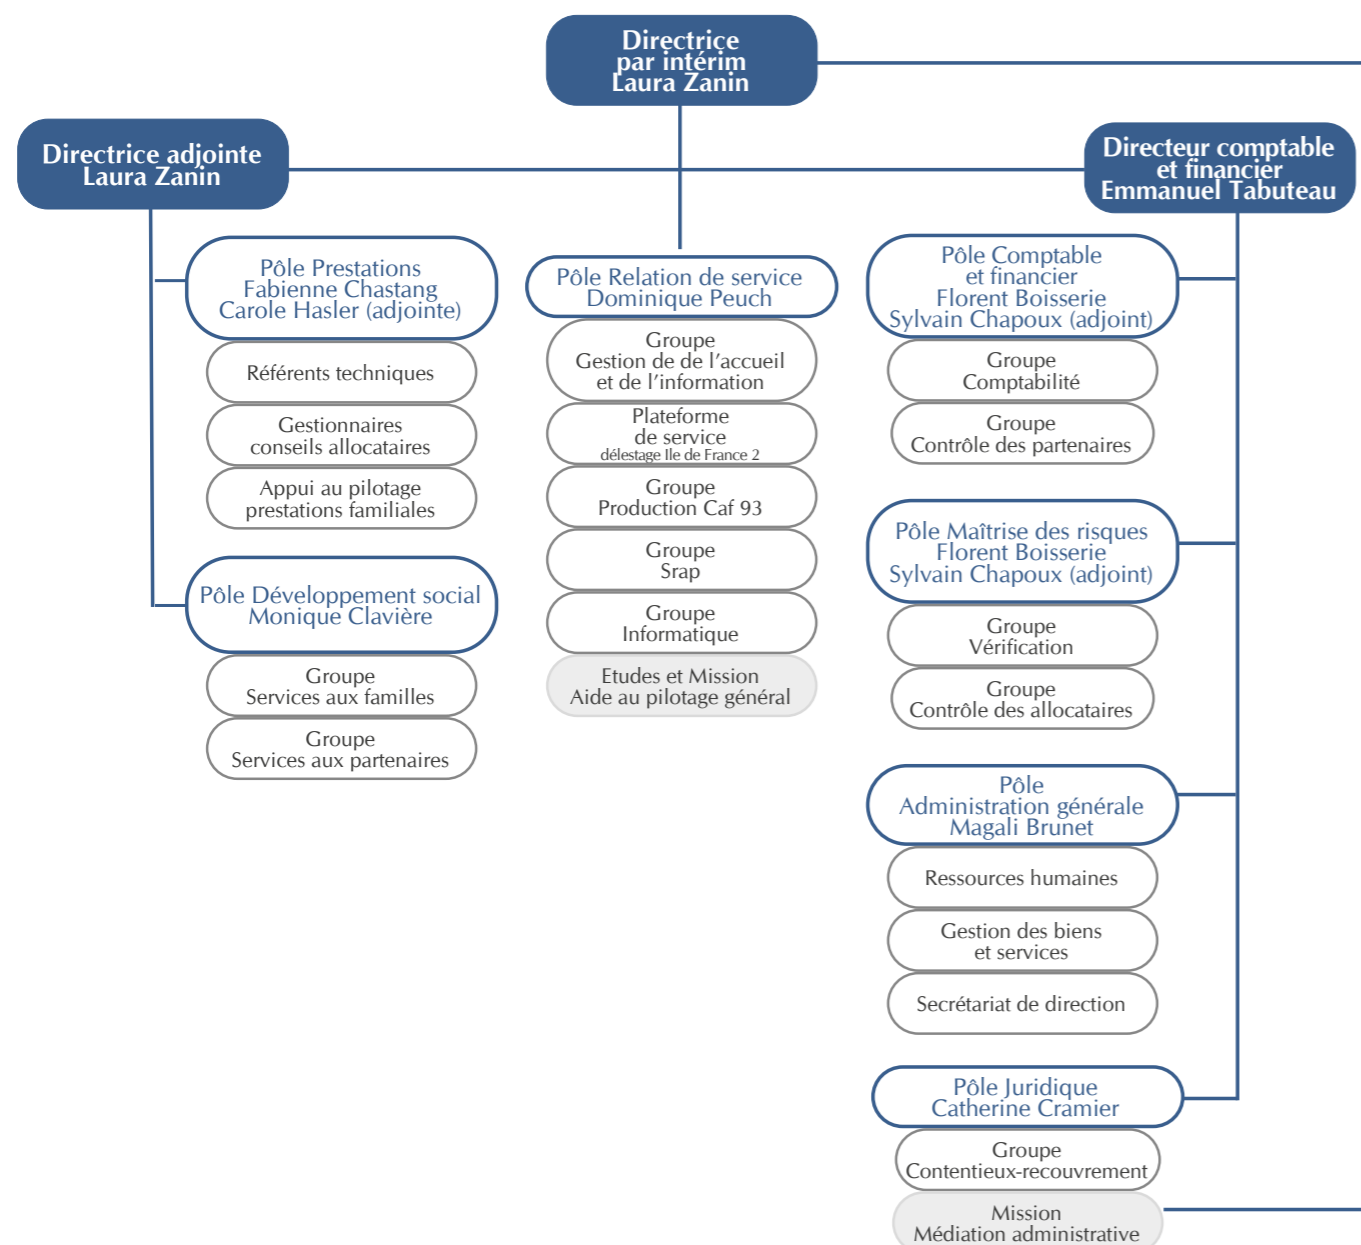 Directrice
par intérim
Laura Zanin
Directrice adjointe
Laura Zanin
Directeur comptable
et financier
Emmanuel Tabuteau
Pôle Prestations
Fabienne Chastang
Carole Hasler (adjointe)
Référents techniques
Gestionnaires
conseils allocataires
Appui au pilotage
prestations familiales
Pôle Développement social
Monique Clavière
Groupe
Services aux familles
Groupe
Services aux partenaires
Pôle Relation de service
Dominique Peuch
Groupe
Gestion de de l’accueil
et de l’information
Plateforme
de service
délestage Ile de France 2
Groupe
Production Caf 93
Groupe
Srap
Groupe
Informatique
Etudes et Mission
Aide au pilotage général
Pôle Comptable
et financier
Florent Boisserie
Sylvain Chapoux (adjoint)
Groupe
Comptabilité
Groupe
Contrôle des partenaires
Pôle Maîtrise des risques
Florent Boisserie
Sylvain Chapoux (adjoint)
Groupe
Vérification
Groupe
Contrôle des allocataires
Pôle
Administration générale
Magali Brunet
Ressources humaines
Gestion des biens
et services
Secrétariat de direction
Pôle Juridique
Catherine Cramier
Groupe
Contentieux-recouvrement
Mission
Médiation administrative